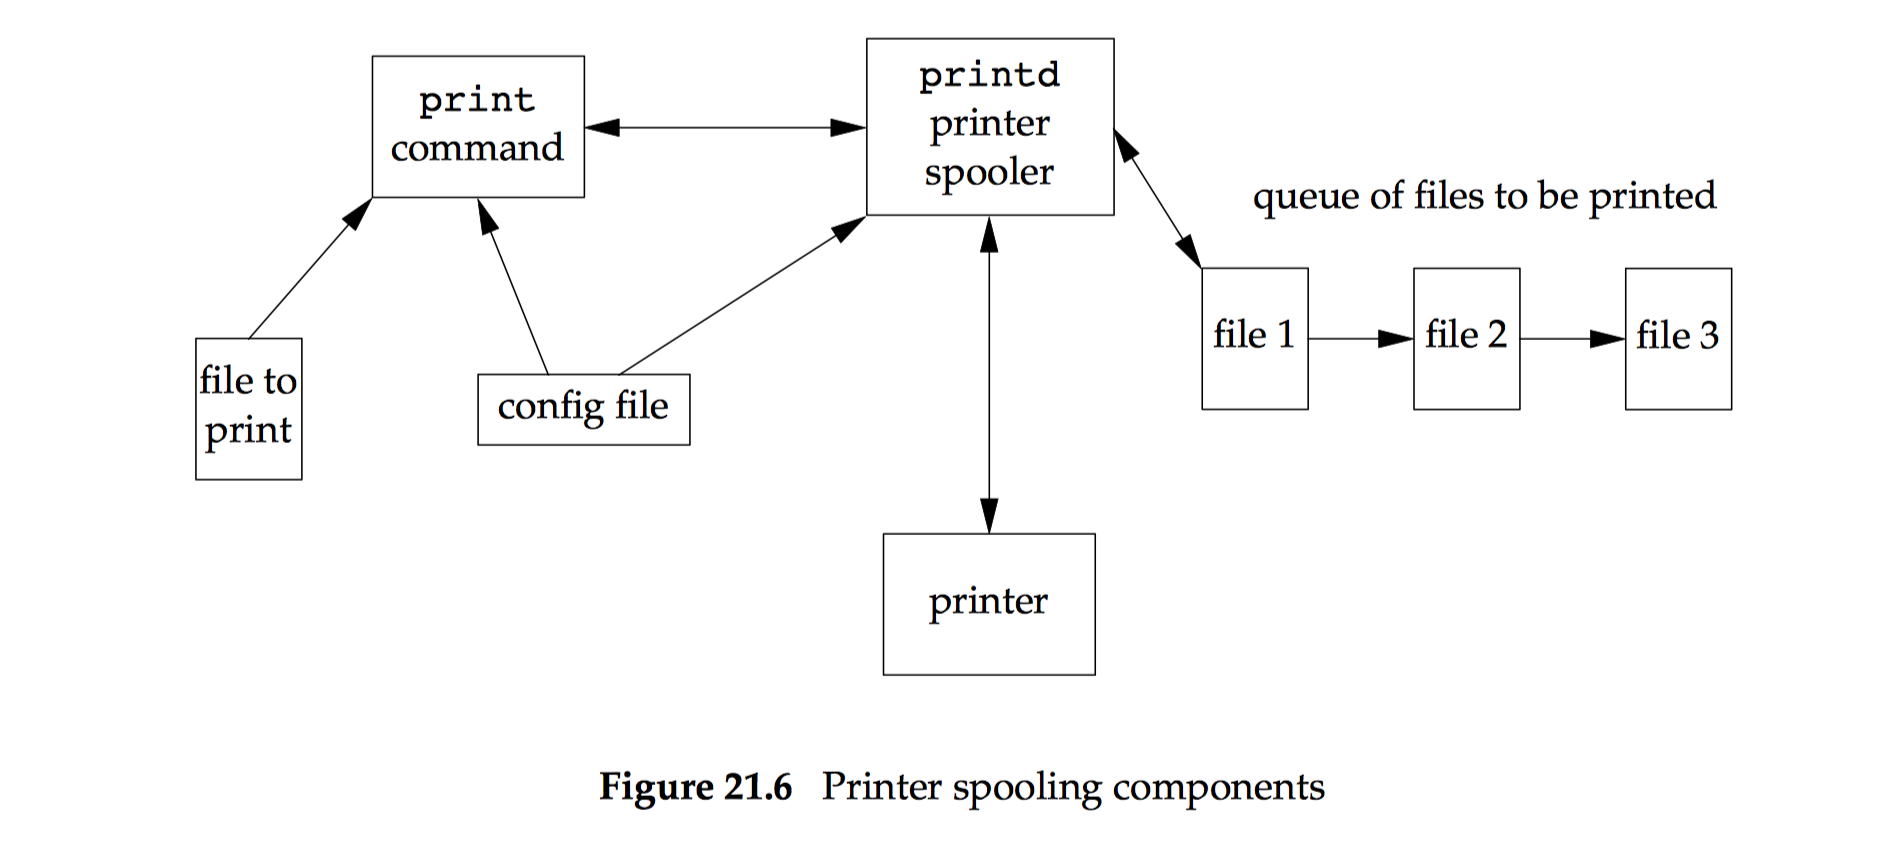 print
command
printd
printer
spooler
queue of files to be printed
file to
print
config file
file 1
file 2
file 3
printer
Figure 21.6 Printer spooling components